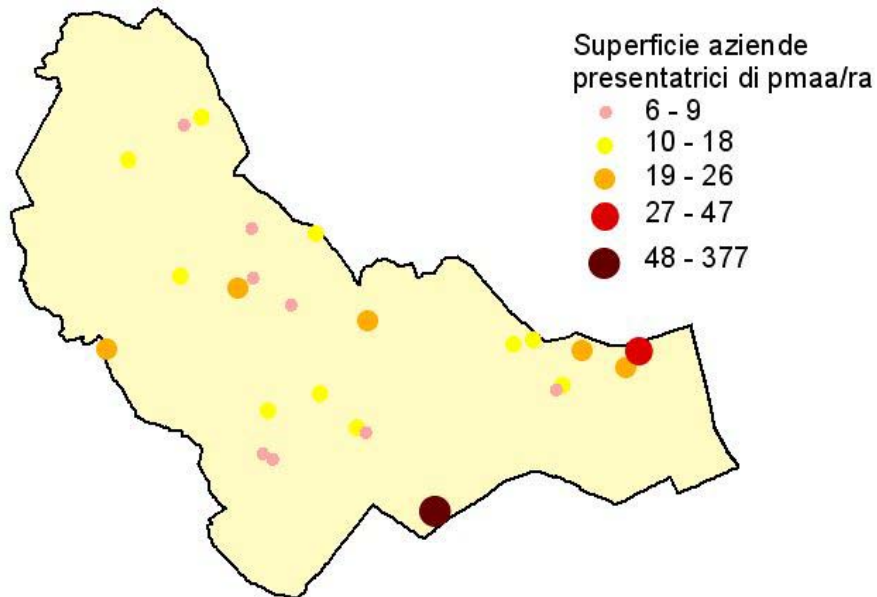 Superficie aziende
presentatrici di pmaa/ra
6 - 9
10 - 18
19 - 26
27 - 47
48 - 377